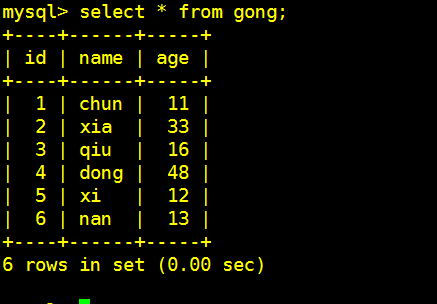 mysql> select * from gong;
+----+------+-----+
| id | name | age |
+----+------+-----+
|  1 | chun |  11 |
|  2 | xia  |  33 |
|  3 | qiu  |  16 |
|  4 | dong |  48 |
|  5 | xi   |  12 |
|  6 | nan  |  13 |
+----+------+-----+
6 rows in set (0.00 sec)